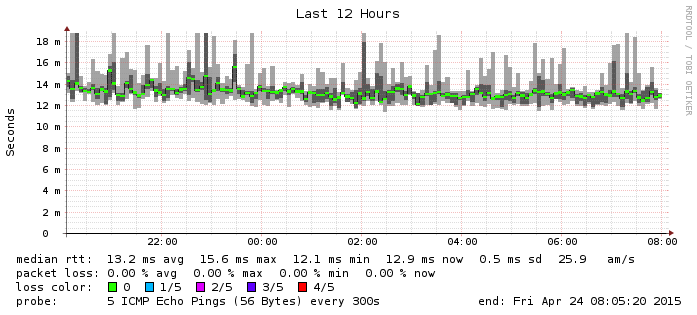 Last 12 Hours
RRDTOOL / TOBI OETIKER
Seconds
18 m
16 m
14 m
12 m
10 m
8 m
6 m
4 m
2 m
0
22:00 00:00 02:00 04:00 06:00 08:00
median rtt: 13.2 ms avg 15.6 ms max 12.1 ms min 12.9 ms now 0.5 ms sd 25.9 am/s
packet loss: 0.00 % avg 0.00 % max 0.00 % min 0.00 % now
loss color: 0 1/5 2/5 3/5 4/5
probe: 5 ICMP Echo Pings (56 Bytes) every 300s end: Fri Apr 24 08:05:20 2015